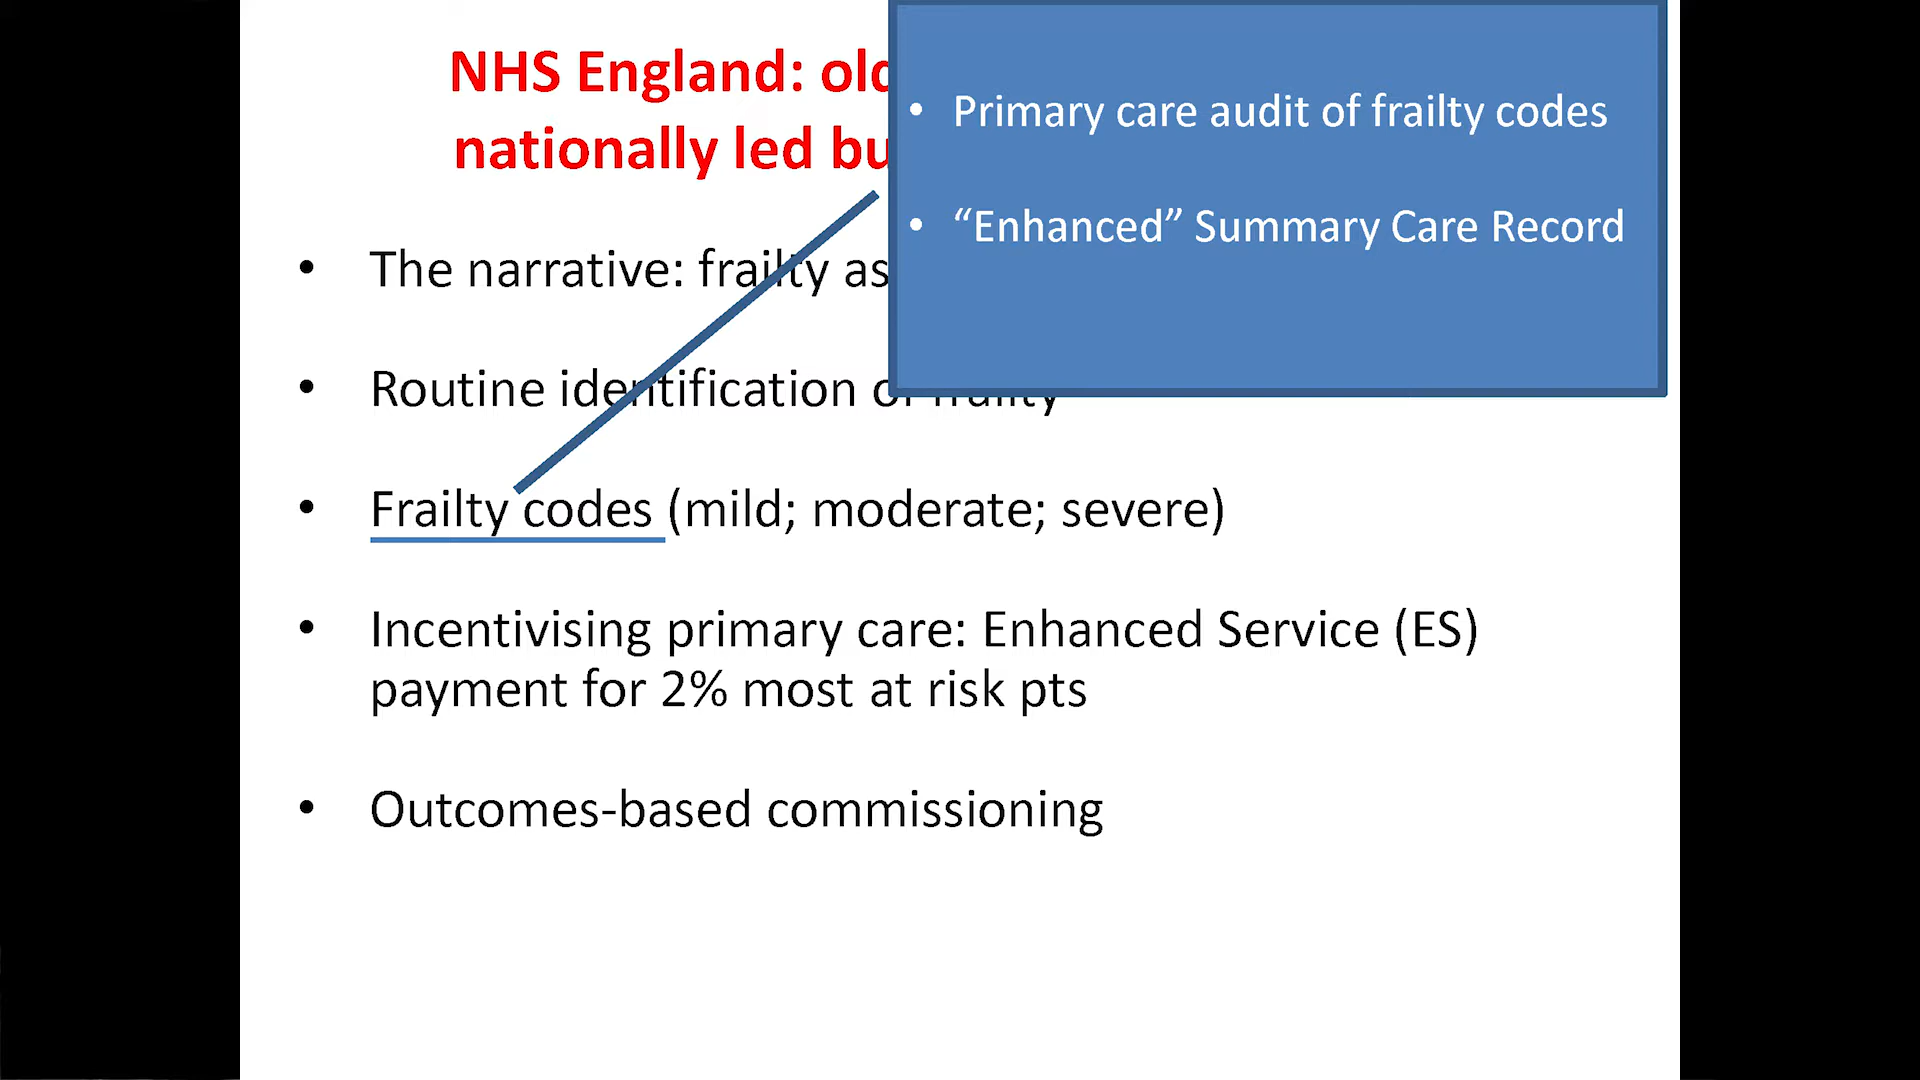 NHS England:
nationally led
• The narrative: frailty as
• Routine identification of frailty
• Frailty codes (mild; moderate; severe)
• Incentivising primary care: Enhanced Service (ES)
payment for 2% most at risk pts
• Outcomes-based commissioning
• Primary care audit of frailty codes
• “Enhanced” Summary Care Record